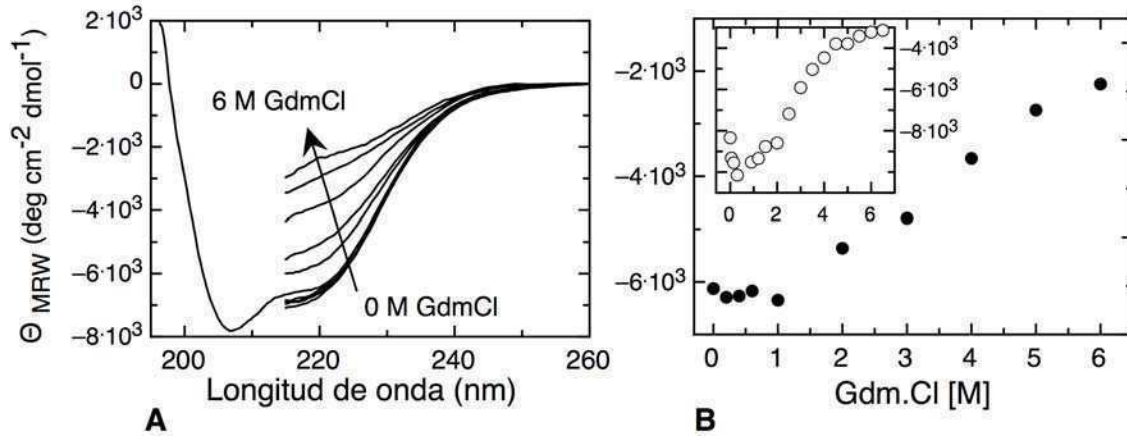 2·10³
0
−2·10³
−4·10³
−6·10³
−8·10³
Θ MRW (deg cm⁻² dmol⁻¹)
6 M GdmCl
0 M GdmCl
200 220 240 260
Longitud de onda (nm)
A
−2·10³
−4·10³
−6·10³
−4·10³
−6·10³
−8·10³
0 2 4 6
0 1 2 3 4 5 6
Gdm.Cl [M]
B